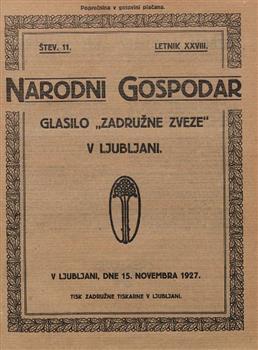 Poštnina v gotovini plačana.
ŠTEV. 11. LETNIK XXVIII.
NARODNI GOSPODAR
GLASILO „ZADRUŽNE ZVEZE"
V LJUBLJANI.
V LJUBLJANI, DNE 15. NOVEMBRA 1927.
TISK ZADRUŽNE TISKARNE V LJUBLJANI.